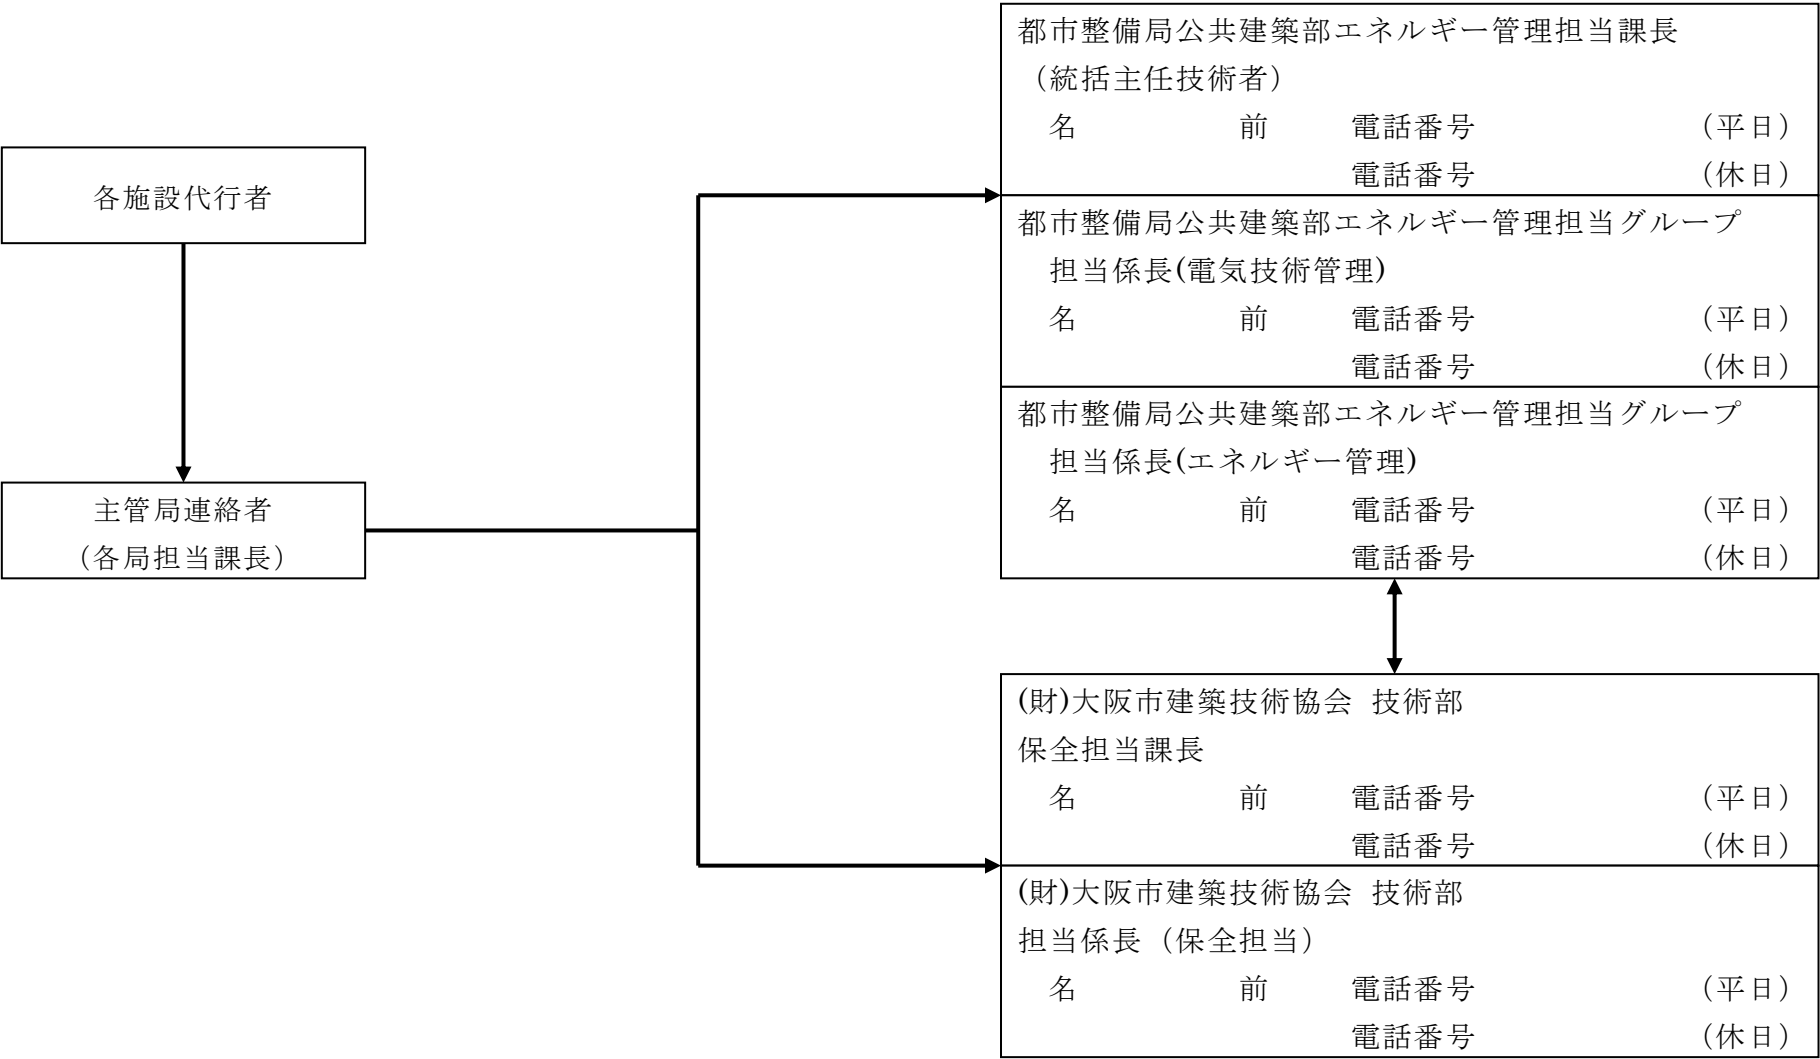 各施設代行者
主管局連絡者
（各局担当課長）
都市整備局公共建築部エネルギー管理担当課長
（統括主任技術者）
名　　　　　前　　電話番号　　　　　　　（平日）
電話番号　　　　　　　（休日）
都市整備局公共建築部エネルギー管理担当グループ
担当係長(電気技術管理)
名　　　　　前　　電話番号　　　　　　　（平日）
電話番号　　　　　　　（休日）
都市整備局公共建築部エネルギー管理担当グループ
担当係長(エネルギー管理)
名　　　　　前　　電話番号　　　　　　　（平日）
電話番号　　　　　　　（休日）
(財)大阪市建築技術協会 技術部
保全担当課長
名　　　　　前　　電話番号　　　　　　　（平日）
電話番号　　　　　　　（休日）
(財)大阪市建築技術協会 技術部
担当係長（保全担当）
名　　　　　前　　電話番号　　　　　　　（平日）
電話番号　　　　　　　（休日）